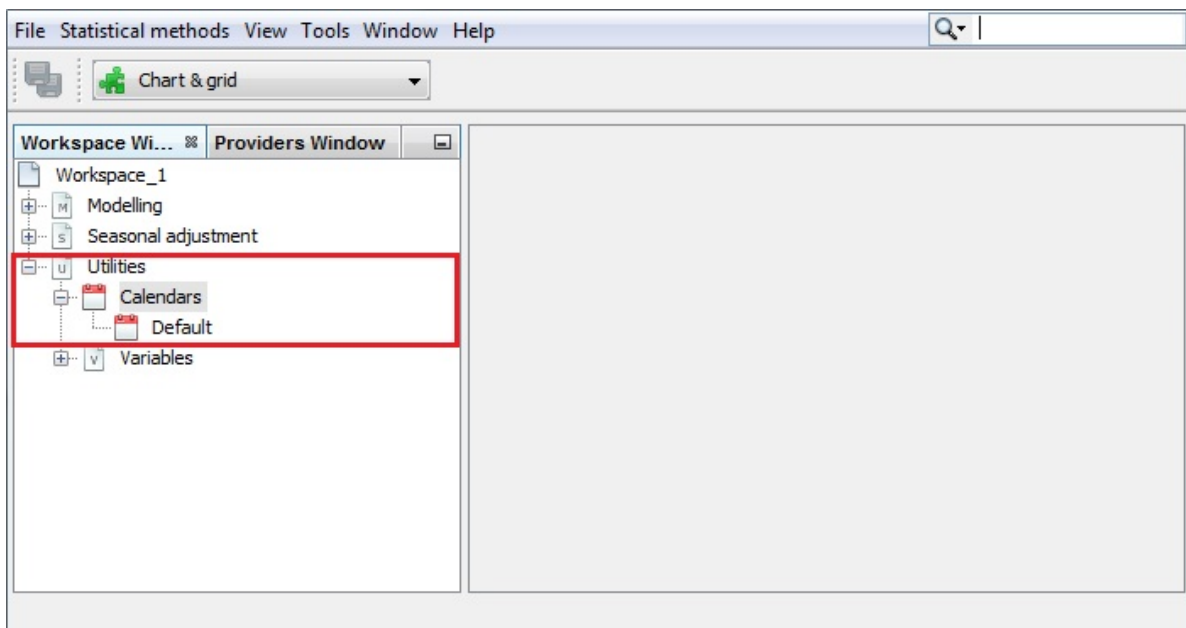 File Statistical methods View Tools Window Help
Chart & grid
Workspace Wi... Providers Window
Workspace_1
M Modelling
s Seasonal adjustment
u Utilities
Calendars
Default
v Variables